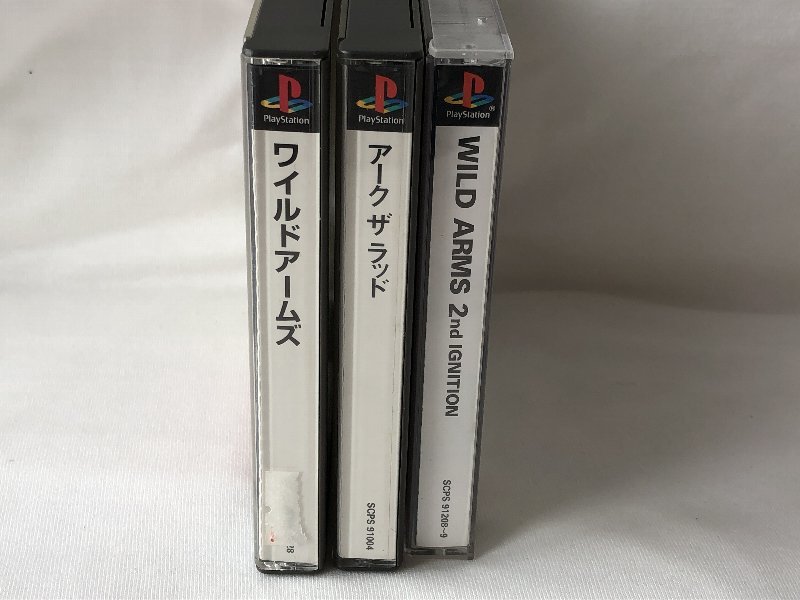 PlayStation
ワイルドアームズ
PlayStation
アーク ザ ラッド
SCPS 91004
PlayStation
WILD ARMS 2nd IGNITION
SCPS 91208~9